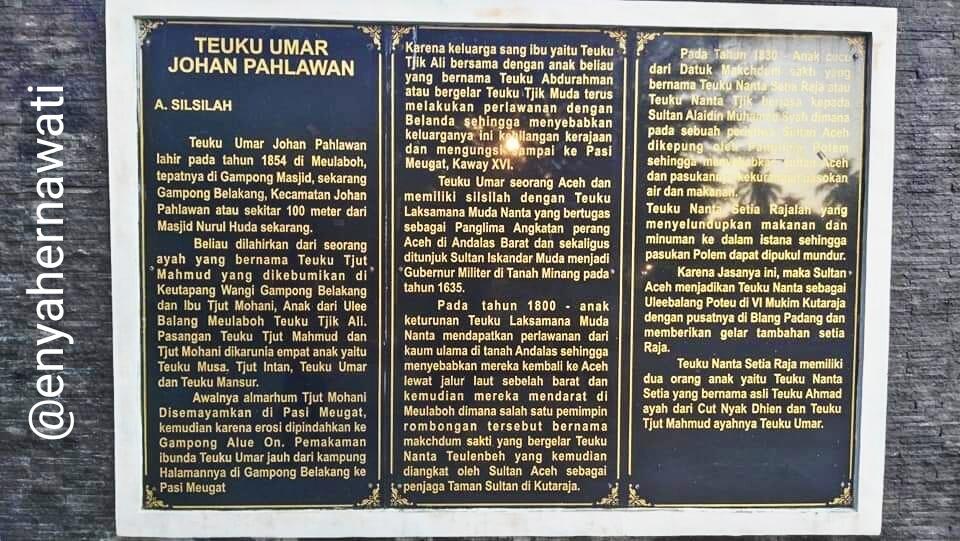 @enyahernawati
TEUKU UMAR
JOHAN PAHLAWAN
A. SILSILAH
Teuku Umar Johan Pahlawan
lahir pada tahun 1854 di Meulaboh,
tepatnya di Gampong Masjid, sekarang
Gampong Belakang, Kecamatan Johan
Pahlawan atau sekitar 100 meter dari
Masjid Nurul Huda sekarang.
Beliau dilahirkan dari seorang
ayah yang bernama Teuku Tjut
Mahmud yang dikebumikan di
Keutapang Wangi Gampong Belakang
dan Ibu Tjut Mohani, Anak dari Ulee
Balang Meulaboh Teuku Tjik Ali.
Pasangan Teuku Tjut Mahmud dan
Tjut Mohani dikarunia empat anak yaitu
Teuku Musa. Tjut Intan, Teuku Umar
dan Teuku Mansur.
Awalnya almarhum Tjut Mohani
Disemayamkan di Pasi Meugat,
kemudian karena erosi dipindahkan ke
Gampong Alue On. Pemakaman
ibunda Teuku Umar jauh dari kampung
Halamannya di Gampong Belakang ke
Pasi Meugat
Karena keluarga sang ibu yaitu Teuku
Tjik Ali bersama dengan anak beliau
yang bernama Teuku Abdurahman
atau bergelar Teuku Tjik Muda terus
melakukan perlawanan dengan
Belanda sehingga menyebabkan
keluarganya ini kehilangan kerajaan
dan mengungsi sampai ke Pasi
Meugat, Kaway XVI.
Teuku Umar seorang Aceh dan
memiliki silsilah dengan Teuku
Laksamana Muda Nanta yang bertugas
sebagai Panglima Angkatan perang
Aceh di Andalas Barat dan sekaligus
ditunjuk Sultan Iskandar Muda menjadi
Gubernur Militer di Tanah Minang pada
tahun 1635.
Pada tahun 1800 - anak
keturunan Teuku Laksamana Muda
Nanta mendapatkan perlawanan dari
kaum ulama di tanah Andalas sehingga
menyebabkan mereka kembali ke Aceh
lewat jalur laut sebelah barat dan
kemudian mereka mendarat di
Meulaboh dimana salah satu pemimpin
rombongan tersebut bernama
makchdum sakti yang bergelar Teuku
Nanta Teulenbeh yang kemudian
diangkat oleh Sultan Aceh sebagai
penjaga Taman Sultan di Kutaraja.
Pada Tahun 1830 - Anak cucu
dari Datuk Makchdum sakti yang
bernama Teuku Nanta Setia Raja atau
Teuku Nanta Tjik berjasa kepada
Sultan Alaidin Muhamad Syah dimana
pada sebuah peristiwa Sultan Aceh
dikepung oleh Panglima Polem
sehingga menyebabkan Sultan Aceh
dan pasukannya kekurangan pasokan
air dan makanan.
Teuku Nanta Setia Rajalah yang
menyelundupkan makanan dan
minuman ke dalam istana sehingga
pasukan Polem dapat dipukul mundur.
Karena Jasanya ini, maka Sultan
Aceh menjadikan Teuku Nanta sebagai
Uleebalang Poteu di VI Mukim Kutaraja
dengan pusatnya di Blang Padang dan
memberikan gelar tambahan setia
Raja.
Teuku Nanta Setia Raja memiliki
dua orang anak yaitu Teuku Nanta
Setia yang bernama asli Teuku Ahmad
ayah dari Cut Nyak Dhien dan Teuku
Tjut Mahmud ayahnya Teuku Umar.